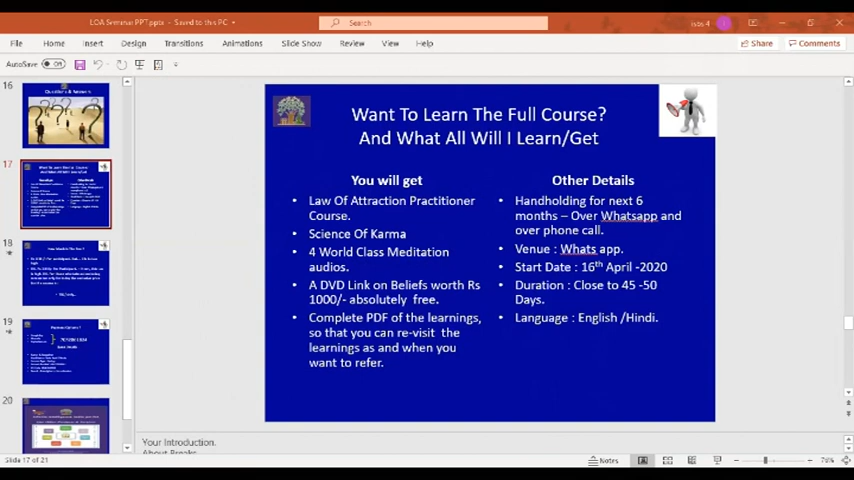 LOA Seminar PPT.pptx - Saved to this PC
Search
File Home Insert Design Transitions Animations Slide Show Review View Help
Share Comments
AutoSave Off
16
Questions & Answers
17
18
19
20
Want To Learn The Full Course?
And What All Will I Learn/Get
You will get
• Law Of Attraction Practitioner
Course.
• Science Of Karma
• 4 World Class Meditation
audios.
• A DVD Link on Beliefs worth Rs
1000/- absolutely free.
• Complete PDF of the learnings,
so that you can re-visit the
learnings as and when you
want to refer.
Other Details
• Handholding for next 6
months – Over Whatsapp and
over phone call.
• Venue : Whats app.
• Start Date : 16th April -2020
• Duration : Close to 45 -50
Days.
• Language : English /Hindi.
Your Introduction.
About Breaks
Slide 17 of 21
Notes
76%